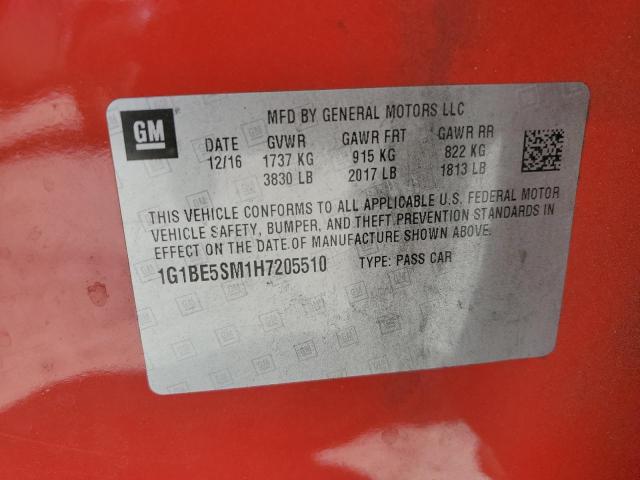 GM
MFD BY GENERAL MOTORS LLC
DATE GVWR GAWR FRT GAWR RR
12/16 1737 KG 915 KG 822 KG
3830 LB 2017 LB 1813 LB
THIS VEHICLE CONFORMS TO ALL APPLICABLE U.S. FEDERAL MOTOR
VEHICLE SAFETY, BUMPER, AND THEFT PREVENTION STANDARDS IN
EFFECT ON THE DATE OF MANUFACTURE SHOWN ABOVE.
1G1BE5SM1H7205510 TYPE: PASS CAR